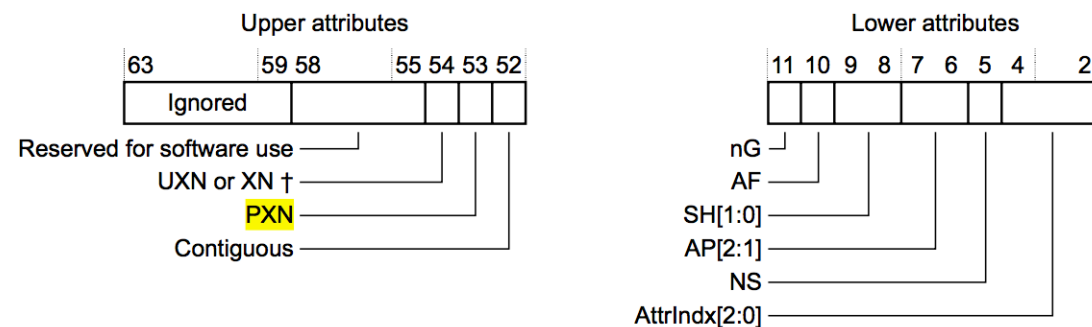 Upper attributes
63 59 58 55 54 53 52
Ignored
Reserved for software use
UXN or XN †
PXN
Contiguous
Lower attributes
11 10 9 8 7 6 5 4 2
nG
AF
SH[1:0]
AP[2:1]
NS
AttrIndx[2:0]